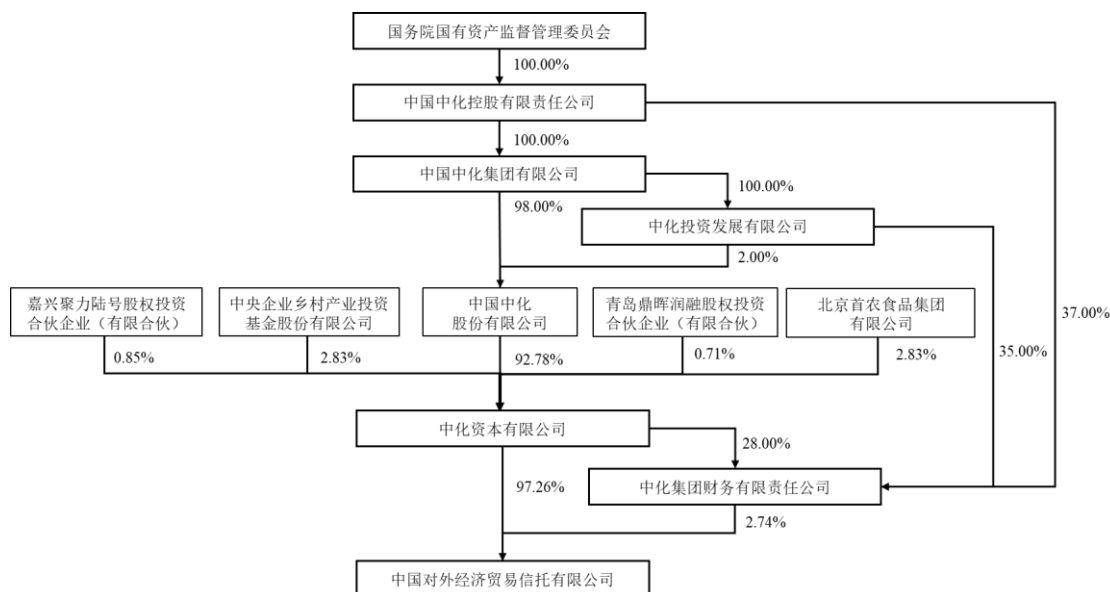 国务院国有资产监督管理委员会
100.00%
中国中化控股有限责任公司
100.00%
中国中化集团有限公司
100.00%
98.00%
中化投资发展有限公司
2.00%
嘉兴聚力陆号股权投资
合伙企业（有限合伙）
中央企业乡村产业投资
基金股份有限公司
中国中化
股份有限公司
青岛鼎晖润融股权投资
合伙企业（有限合伙）
北京首农食品集团
有限公司
37.00%
0.85%
2.83%
92.78%
0.71%
2.83%
35.00%
中化资本有限公司
28.00%
97.26%
中化集团财务有限责任公司
2.74%
中国对外经济贸易信托有限公司